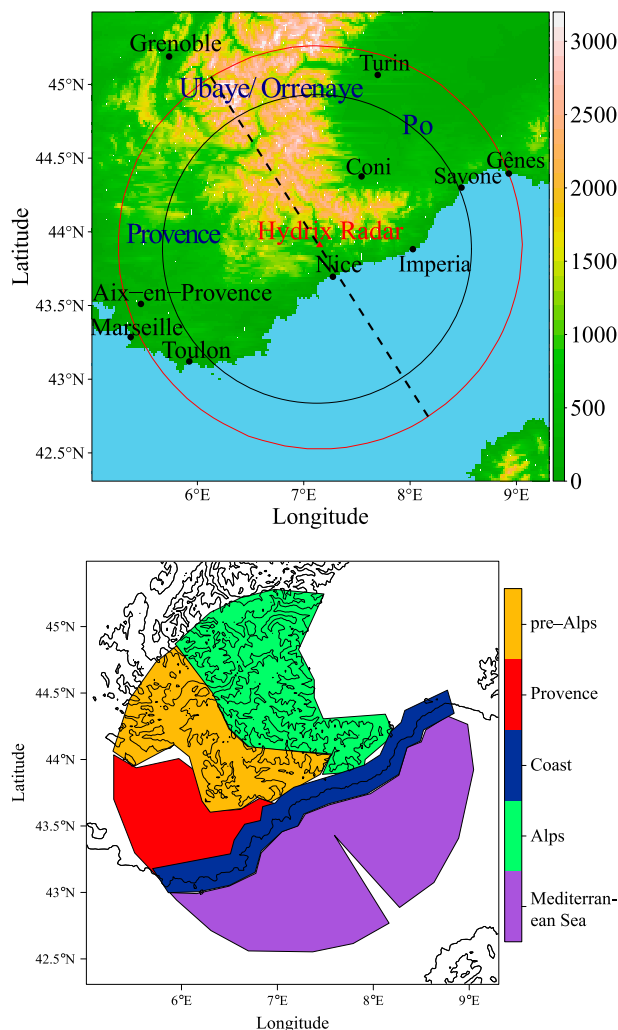 Grenoble
Turin
Ubaye/ Orrenaye
Po
Coni
Gênes
Savone
Provence
Hydrix Radar
Imperia
Nice
Aix–en–Provence
Marseille
Toulon
45°N
44.5°N
44°N
43.5°N
43°N
42.5°N
Latitude
6°E 7°E 8°E 9°E
Longitude
3000
2500
2000
1500
1000
500
0
45°N
44.5°N
44°N
43.5°N
43°N
42.5°N
Latitude
6°E 7°E 8°E 9°E
Longitude
pre–Alps
Provence
Coast
Alps
Mediterran-
ean Sea